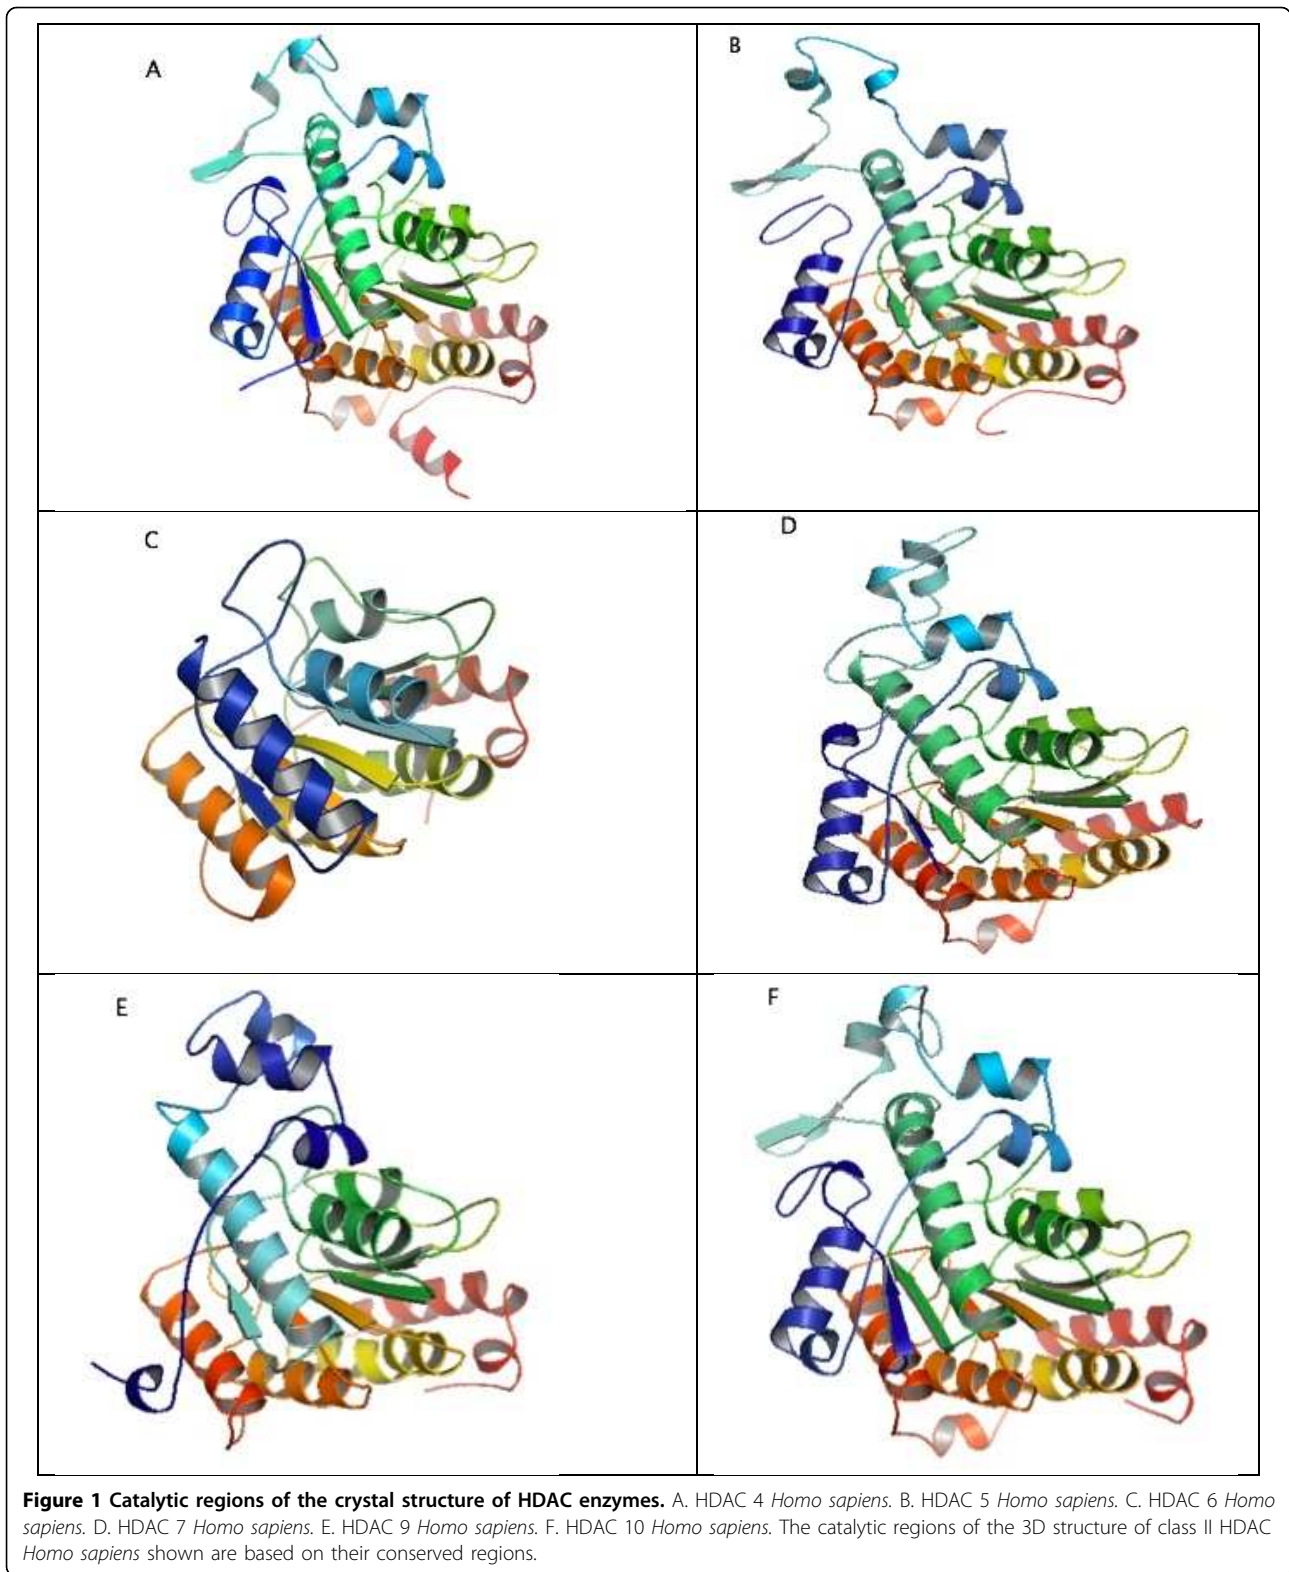 A
B
C
D
E
F
Figure 1 Catalytic regions of the crystal structure of HDAC enzymes. A. HDAC 4 Homo sapiens. B. HDAC 5 Homo sapiens. C. HDAC 6 Homo
sapiens. D. HDAC 7 Homo sapiens. E. HDAC 9 Homo sapiens. F. HDAC 10 Homo sapiens. The catalytic regions of the 3D structure of class II HDAC
Homo sapiens shown are based on their conserved regions.